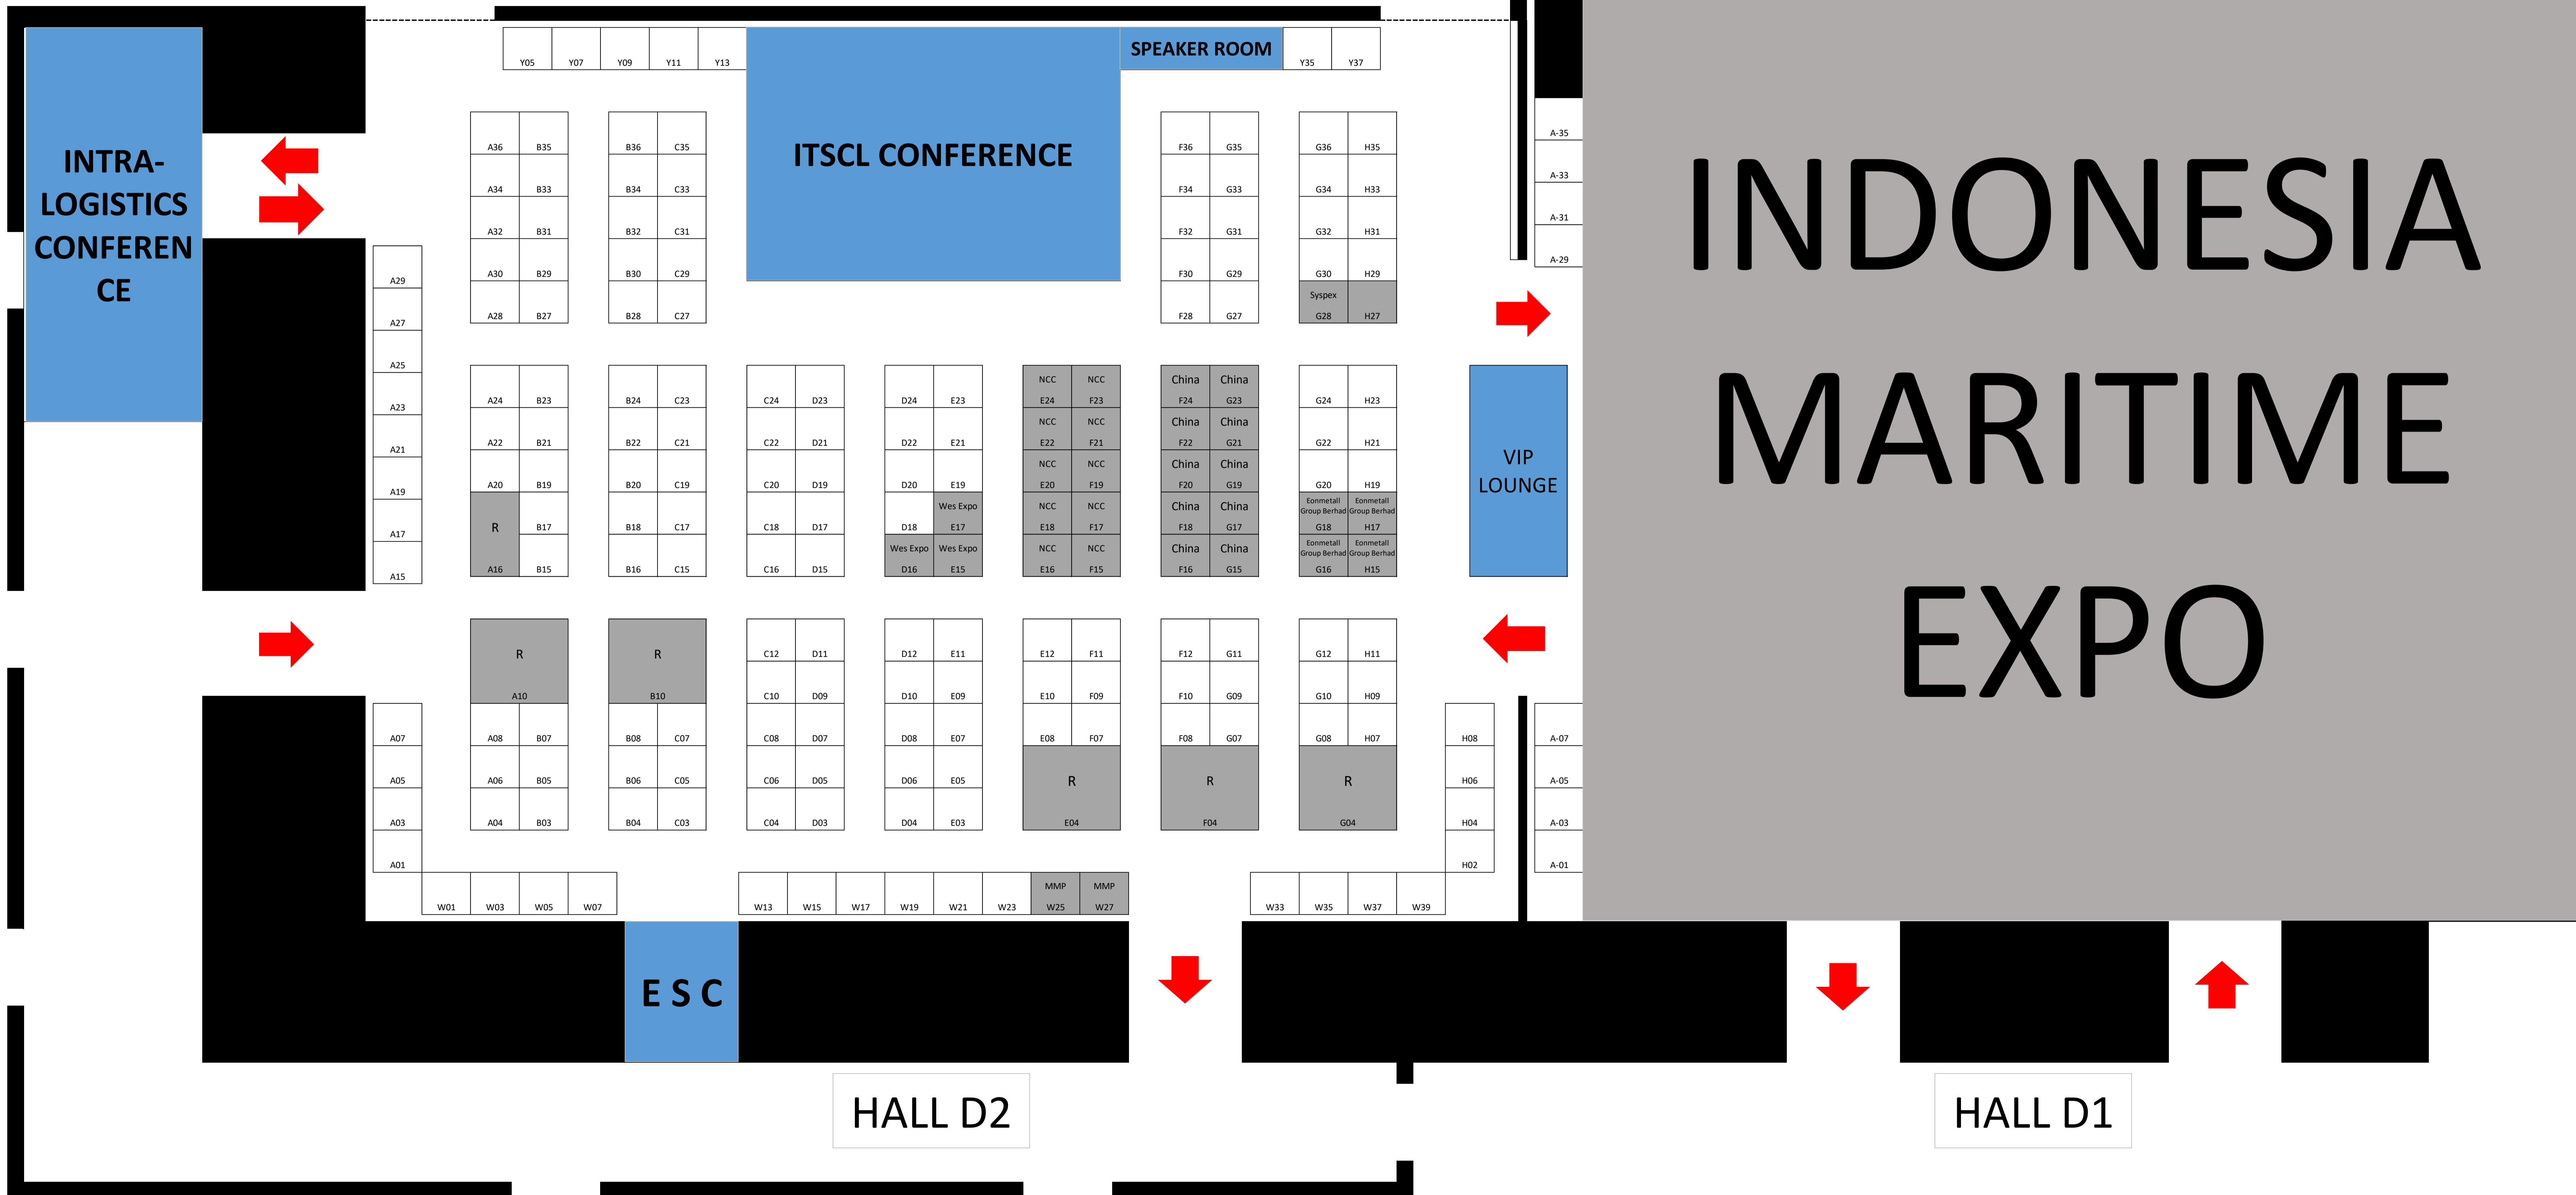 Y05 Y07 Y09 Y11 Y13 SPEAKER ROOM Y35 Y37
INTRA-
LOGISTICS
CONFEREN
CE
ITSCL CONFERENCE
INDONESIA
MARITIME
EXPO
A-35
A-33
A-31
A-29
A36 B35 B36 C35 F36 G35 G36 H35
A34 B33 B34 C33 F34 G33 G34 H33
A32 B31 B32 C31 F32 G31 G32 H31
A30 B29 B30 C29 F30 G29 G30 H29
Syspex
A28 B27 B28 C27 F28 G27 G28 H27
A29
A27
A25
A23
A21
A19
A17
A15
NCC NCC China China
A24 B23 B24 C23 C24 D23 D24 E23 E24 F23 F24 G23 G24 H23
NCC NCC China China
A22 B21 B22 C21 C22 D21 D22 E21 E22 F21 F22 G21 G22 H21
NCC NCC China China
A20 B19 B20 C19 C20 D19 D20 E19 E20 F19 F20 G19 G20 H19
Wes Expo NCC NCC China China Eonmetall Group Berhad Eonmetall Group Berhad
R B17 B18 C17 C18 D17 D18 E17 E18 F17 F18 G17 G18 H17
Wes Expo Wes Expo NCC NCC China China Eonmetall Group Berhad Eonmetall Group Berhad
A16 B15 B16 C15 C16 D15 D16 E15 E16 F15 F16 G15 G16 H15
VIP
LOUNGE
R R C12 D11 D12 E11 E12 F11 F12 G11 G12 H11
A10 B10 C10 D09 D10 E09 E10 F09 F10 G09 G10 H09
A07 A08 B07 B08 C07 C08 D07 D08 E07 E08 F07 F08 G07 G08 H07 H08 A-07
A05 A06 B05 B06 C05 C06 D05 D06 E05 R R R H06 A-05
A03 A04 B03 B04 C03 C04 D03 D04 E03 E04 F04 G04 H04 A-03
A01 H02 A-01
MMP MMP
W01 W03 W05 W07 W13 W15 W17 W19 W21 W23 W25 W27 W33 W35 W37 W39
E S C
HALL D2
HALL D1